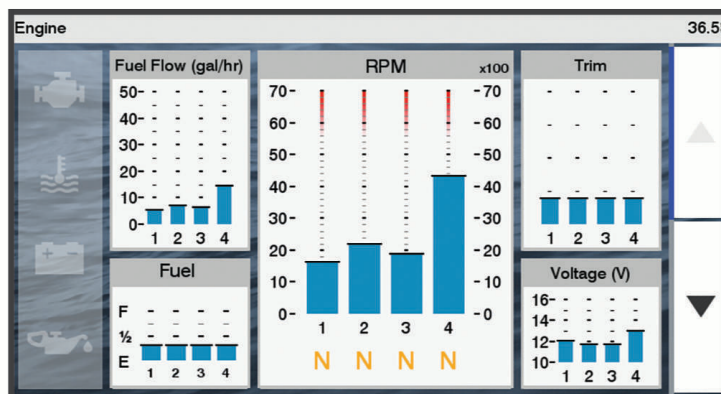 Engine 36.5
Fuel Flow (gal/hr)
50-
40-
30-
20-
10-
0-
1 2 3 4
Fuel
F
½
E
1 2 3 4
RPM x100
70- -70
60- -60
50- -50
40- -40
30- -30
20- -20
10- -10
0- -0
1 2 3 4
N N N N
Trim
1 2 3 4
Voltage (V)
16-
14-
12-
10-
1 2 3 4